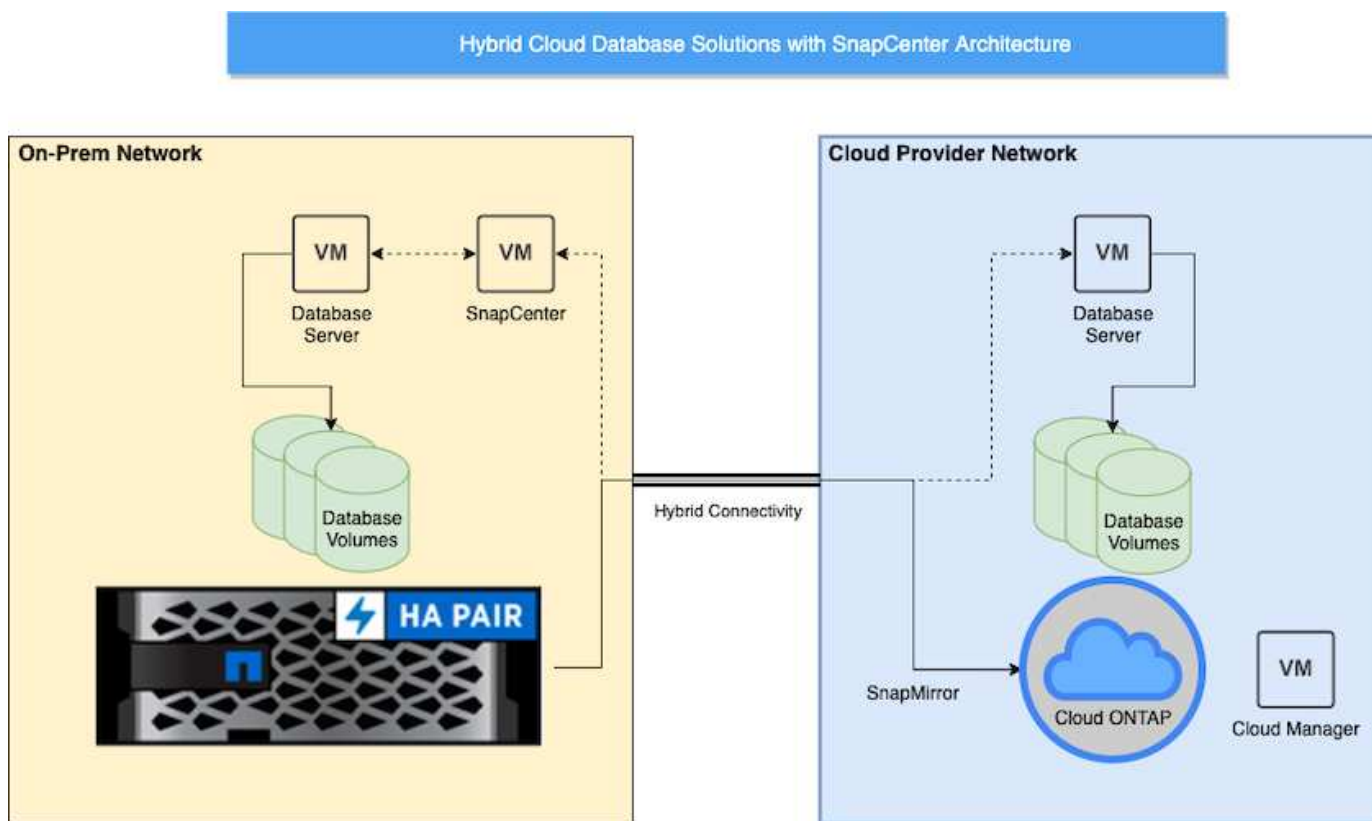 Hybrid Cloud Database Solutions with SnapCenter Architecture
On-Prem Network
VM
Database
Server
VM
SnapCenter
Database
Volumes
HA PAIR
Hybrid Connectivity
Cloud Provider Network
VM
Database
Server
Database
Volumes
SnapMirror
Cloud ONTAP
VM
Cloud Manager